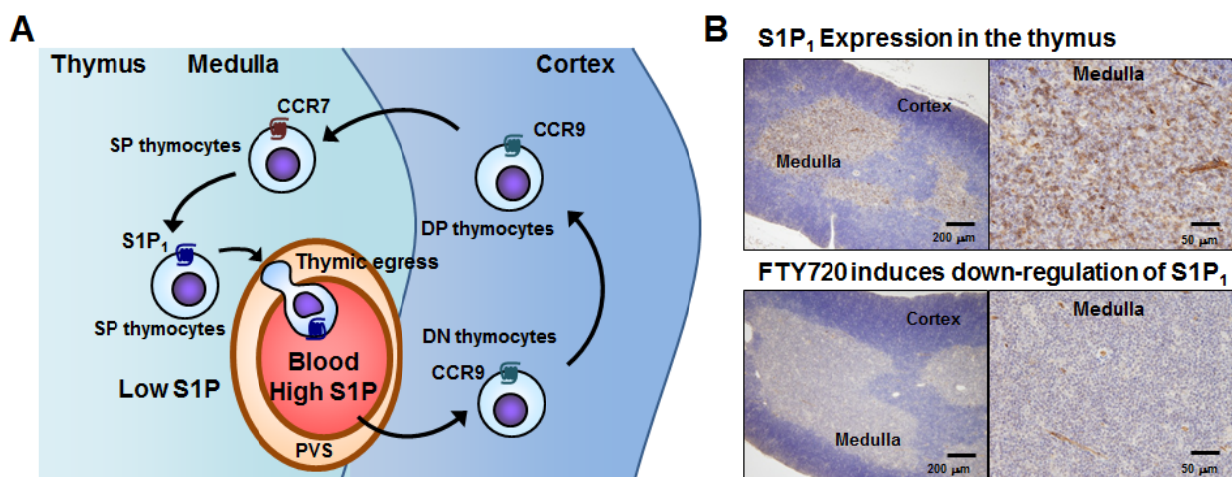 A
Thymus
Medulla
Cortex
CCR7
SP thymocytes
CCR9
DP thymocytes
S1P₁
SP thymocytes
Thymic egress
Low S1P
Blood
High S1P
PVS
DN thymocytes
CCR9
B
S1P₁ Expression in the thymus
Cortex
Medulla
200 µm
Medulla
50 µm
FTY720 induces down-regulation of S1P₁
Cortex
Medulla
200 µm
Medulla
50 µm